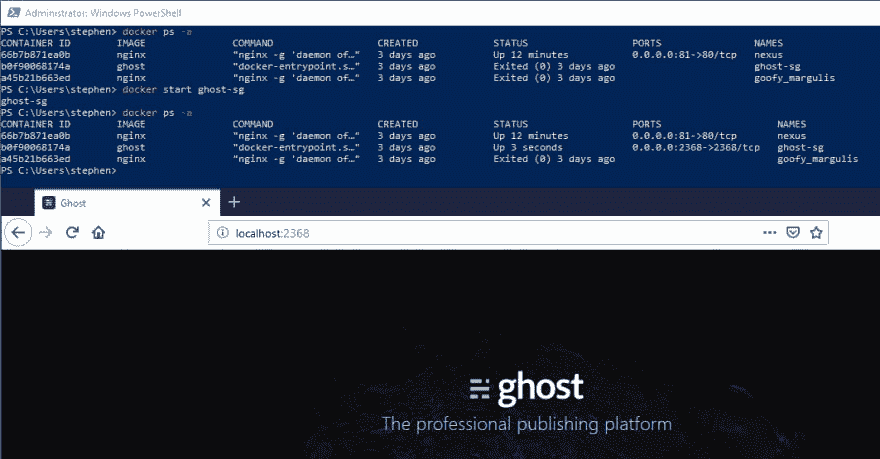 Administrator: Windows PowerShell
PS C:\Users\stephen> docker ps -a
CONTAINER ID IMAGE COMMAND CREATED STATUS PORTS NAMES
66b7b871ea0b nginx "nginx -g 'daemon of…" 3 days ago Up 12 minutes 0.0.0.0:81->80/tcp nexus
b0f90068174a ghost "docker-entrypoint.s…" 3 days ago Exited (0) 3 days ago ghost-sg
a45b21b663ed nginx "nginx -g 'daemon of…" 3 days ago Exited (0) 3 days ago goofy_margulis
PS C:\Users\stephen> docker start ghost-sg
ghost-sg
PS C:\Users\stephen> docker ps -a
CONTAINER ID IMAGE COMMAND CREATED STATUS PORTS NAMES
66b7b871ea0b nginx "nginx -g 'daemon of…" 3 days ago Up 12 minutes 0.0.0.0:81->80/tcp nexus
b0f90068174a ghost "docker-entrypoint.s…" 3 days ago Up 3 seconds 0.0.0.0:2368->2368/tcp ghost-sg
a45b21b663ed nginx "nginx -g 'daemon of…" 3 days ago Exited (0) 3 days ago goofy_margulis
PS C:\Users\stephen>
Ghost
localhost:2368
ghost
The professional publishing platform